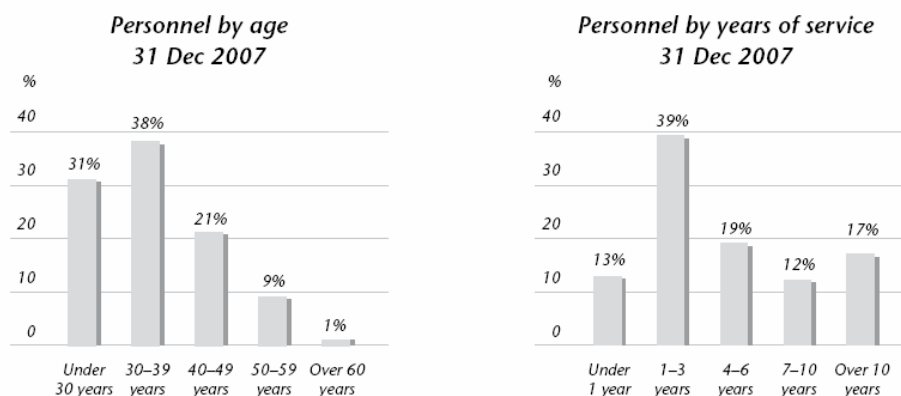 Personnel by age
31 Dec 2007
%
40
30
20
10
0
31%
38%
21%
9%
1%
Under
30 years
30–39
years
40–49
years
50–59
years
Over 60
years
Personnel by years of service
31 Dec 2007
%
40
30
20
10
0
13%
39%
19%
12%
17%
Under
1 year
1–3
years
4–6
years
7–10
years
Over 10
years